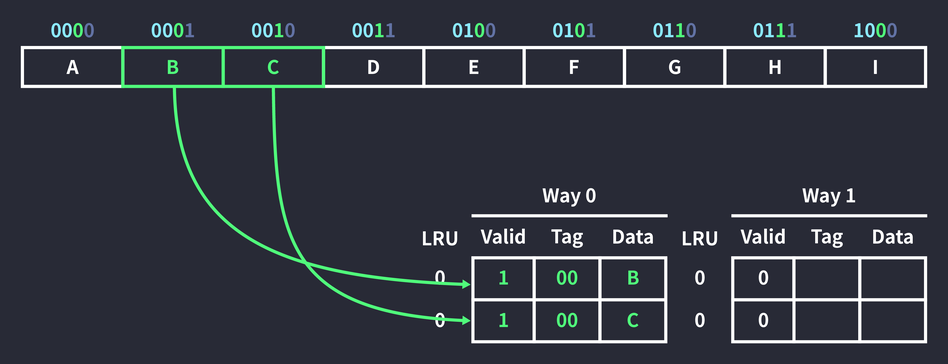 0000 0001 0010 0011 0100 0101 0110 0111 1000
A B C D E F G H I
Way 0 Way 1
LRU Valid Tag Data LRU Valid Tag Data
0 1 00 B 0 0
0 1 00 C 0 0